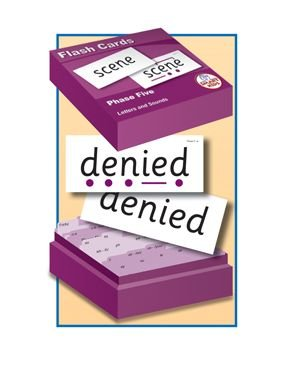 Flash Cards
scene
scene
Phase Five
Letters and Sounds
denied
denied